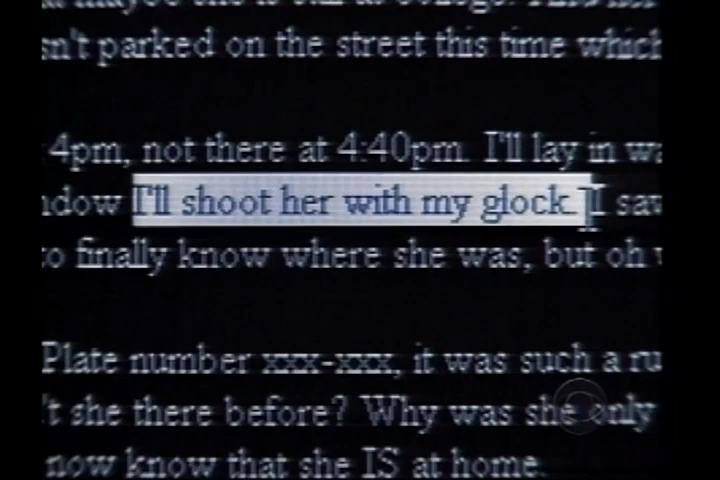 sn't parked on the street this time which
4pm, not there at 4:40pm. I'll lay in wa
ndow I'll shoot her with my glock. I saw
to finally know where she was, but oh w
Plate number xxx-xxx, it was such a ru
't she there before? Why was she only
now know that she IS at home.